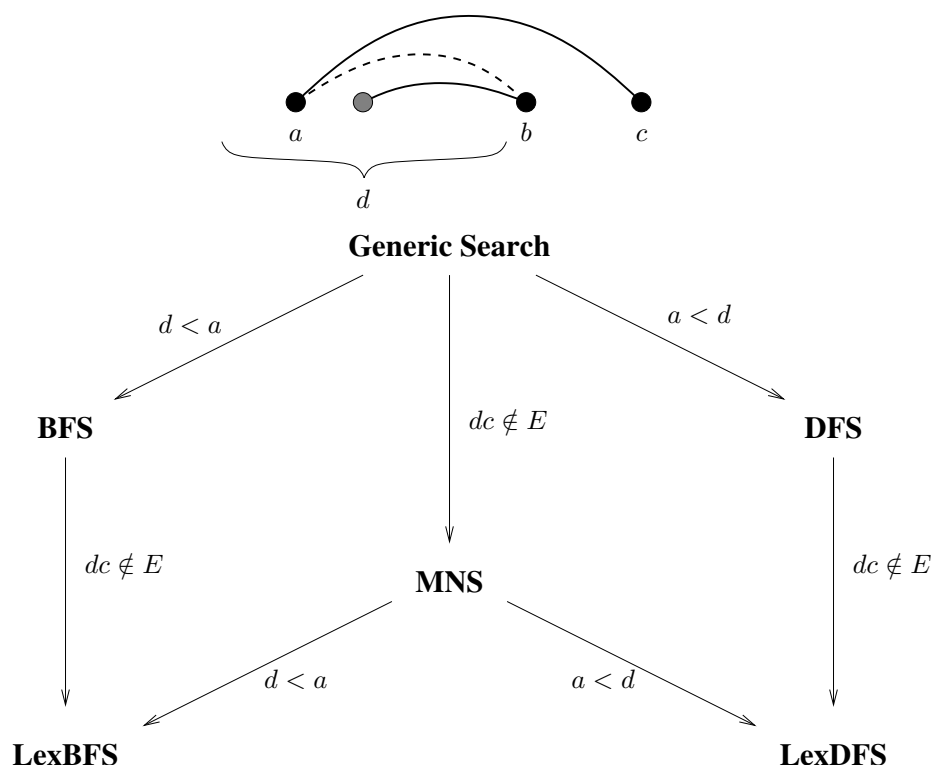 a b c
d
Generic Search
d < a
a < d
dc ∉ E
BFS
DFS
dc ∉ E
dc ∉ E
MNS
d < a
a < d
LexBFS
LexDFS